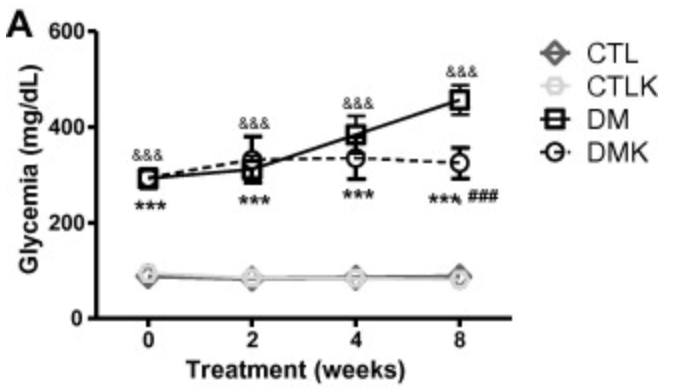 A
600
400
200
0
Glycemia (mg/dL)
&&& &&& &&& &&&
*** *** *** ***, ###
0 2 4 8
Treatment (weeks)
CTL
CTLK
DM
DMK